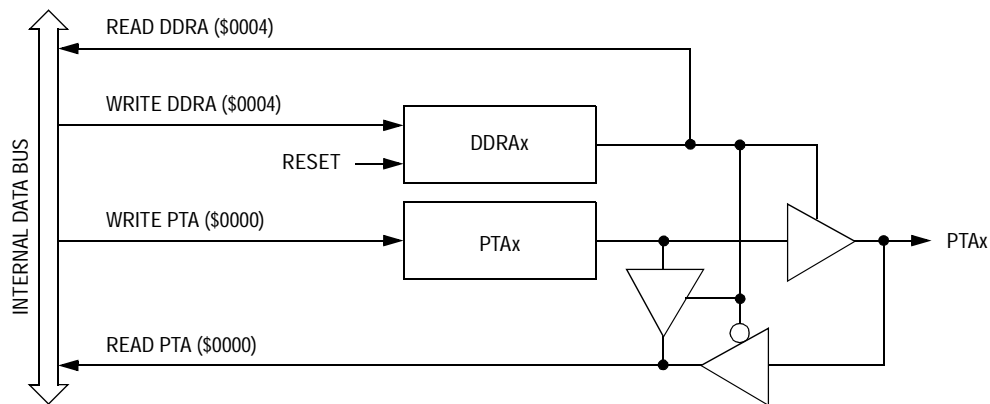 READ DDRA ($0004)
WRITE DDRA ($0004)
DDRAx
RESET
WRITE PTA ($0000)
PTAx
PTAx
READ PTA ($0000)
INTERNAL DATA BUS